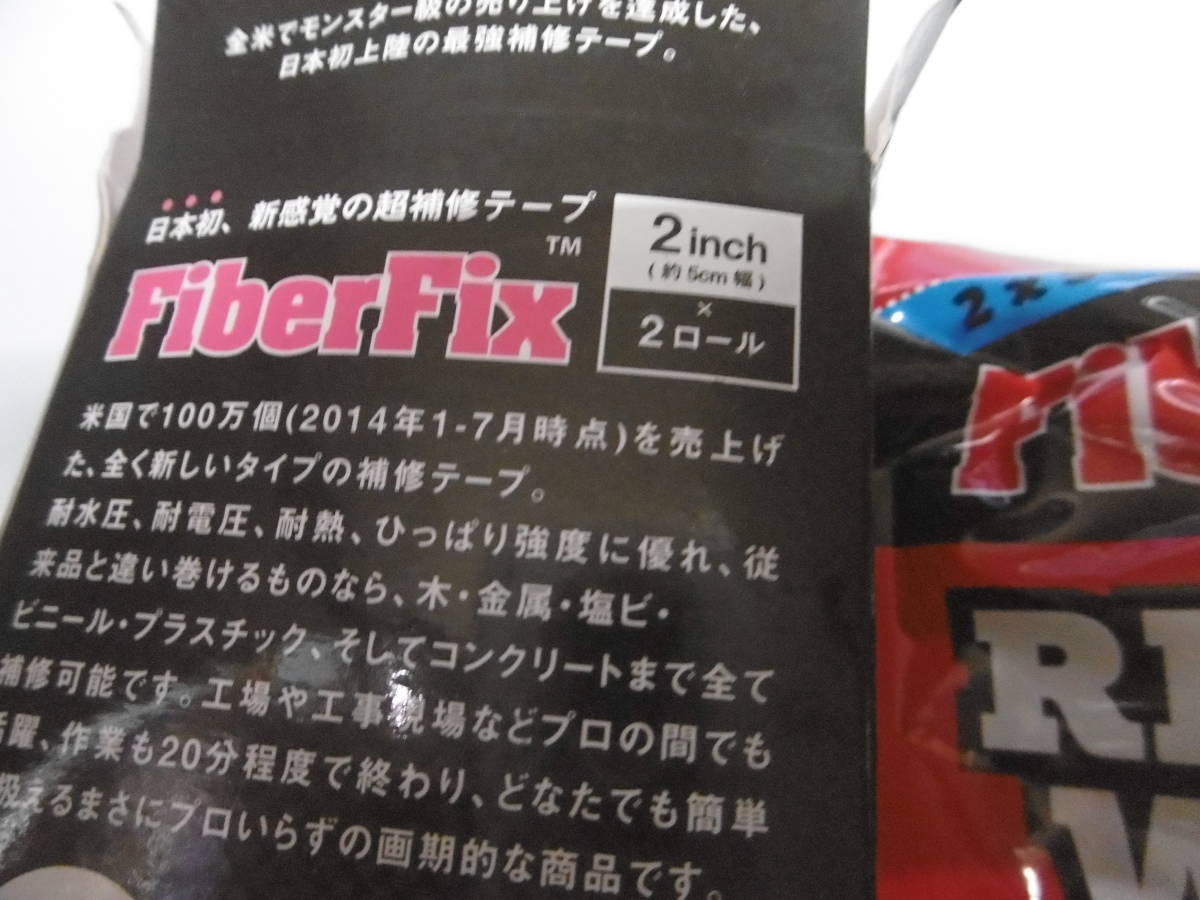 全米でモンスター級の売り上げを達成した、
日本初上陸の最強補修テープ。
日本初、新感覚の超補修テープ
FiberFix™
2inch
(約5cm幅)
×
2ロール
米国で100万個(2014年1-7月時点)を売上げ
た、全く新しいタイプの補修テープ。
耐水圧、耐電圧、耐熱、ひっぱり強度に優れ、従
来品と違い巻けるものなら、木・金属・塩ビ・
ビニール・プラスチック、そしてコンクリートまで全て
補修可能です。工場や工事現場などプロの間でも
活躍、作業も20分程度で終わり、どなたでも簡単
扱えるまさにプロいらずの画期的な商品です。
2×